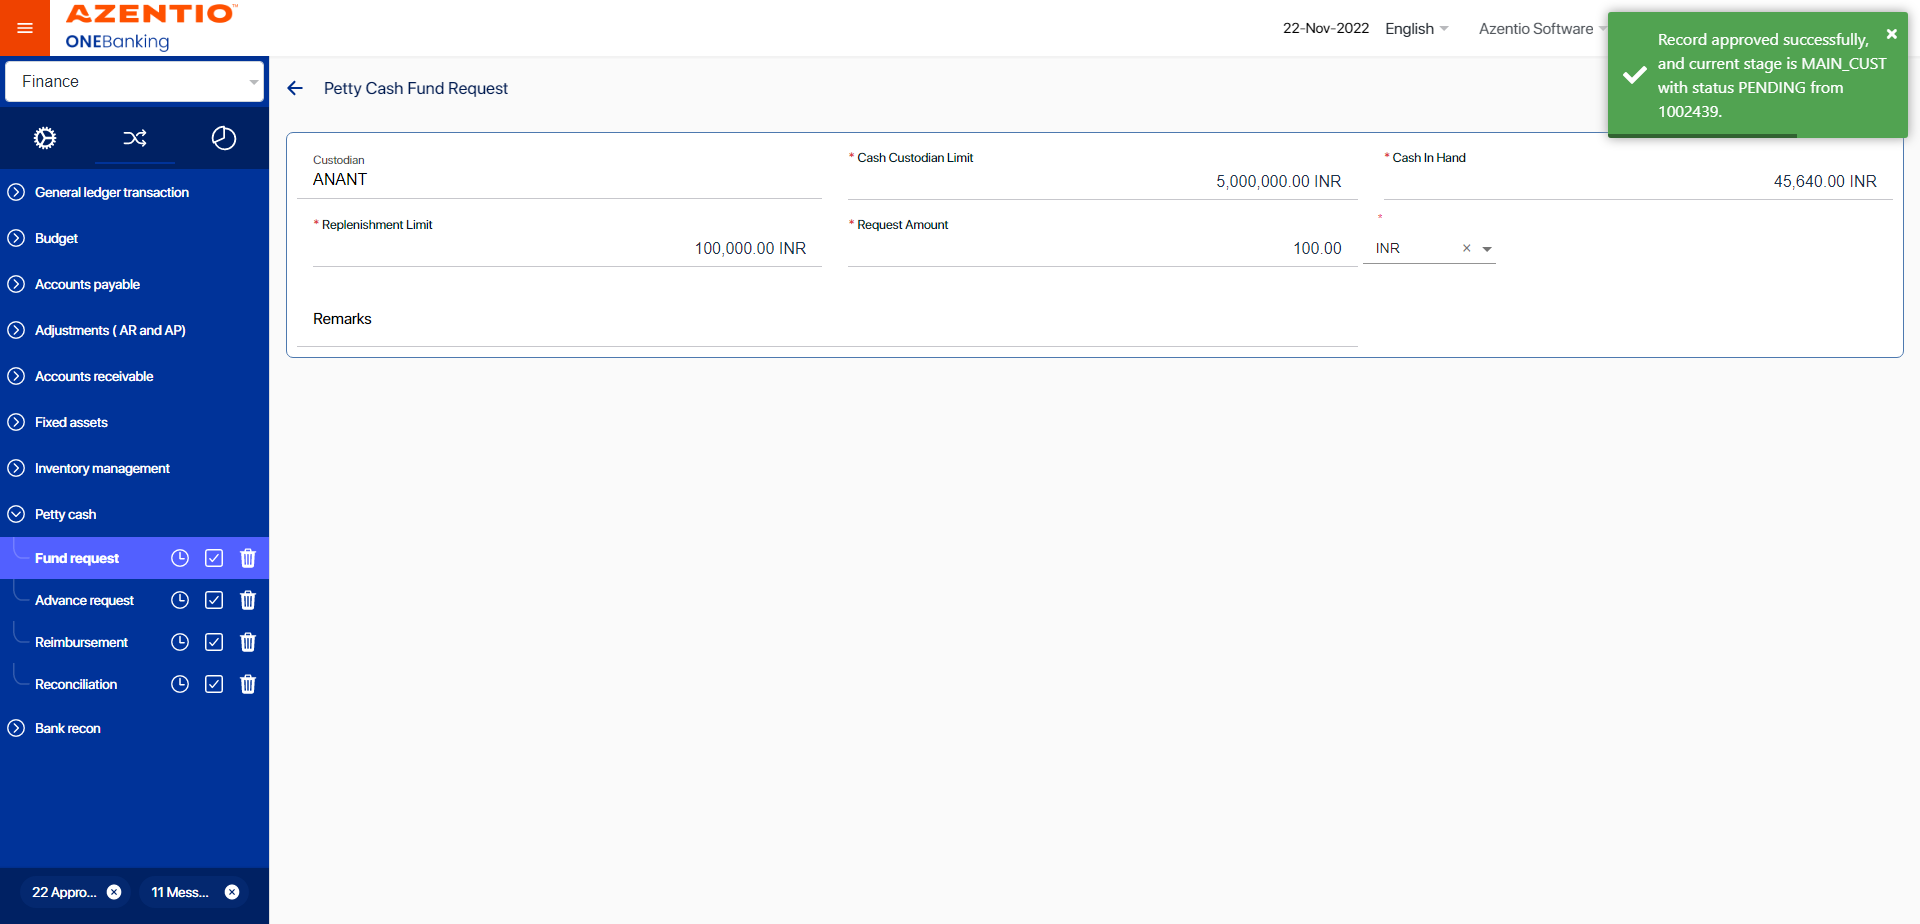 AZENTIO™
ONEBanking
22-Nov-2022
English
Azentio Software
Record approved successfully,
and current stage is MAIN_CUST
with status PENDING from
1002439.
Finance
Petty Cash Fund Request
Custodian
ANANT
* Cash Custodian Limit
5,000,000.00 INR
* Cash In Hand
45,640.00 INR
* Replenishment Limit
100,000.00 INR
* Request Amount
100.00
*
INR
Remarks
General ledger transaction
Budget
Accounts payable
Adjustments ( AR and AP)
Accounts receivable
Fixed assets
Inventory management
Petty cash
Fund request
Advance request
Reimbursement
Reconciliation
Bank recon
22 Appro...
11 Mess...